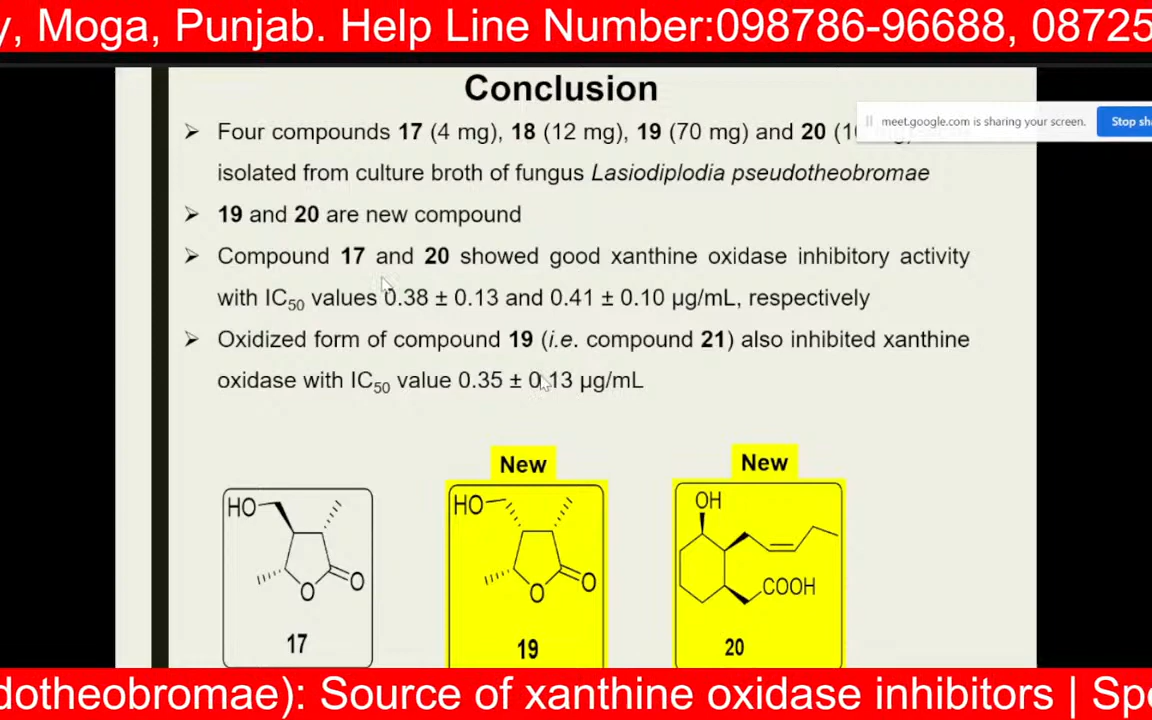 y, Moga, Punjab. Help Line Number:098786-96688, 08725
Conclusion
meet.google.com is sharing your screen.
Stop sha
➢ Four compounds 17 (4 mg), 18 (12 mg), 19 (70 mg) and 20
isolated from culture broth of fungus Lasiodiplodia pseudotheobromae
➢ 19 and 20 are new compound
➢ Compound 17 and 20 showed good xanthine oxidase inhibitory activity
with IC50 values 0.38 ± 0.13 and 0.41 ± 0.10 µg/mL, respectively
➢ Oxidized form of compound 19 (i.e. compound 21) also inhibited xanthine
oxidase with IC50 value 0.35 ± 0.13 µg/mL
New
New
HO
O
O
17
HO
O
O
19
OH
COOH
20
dotheobromae): Source of xanthine oxidase inhibitors | Spe